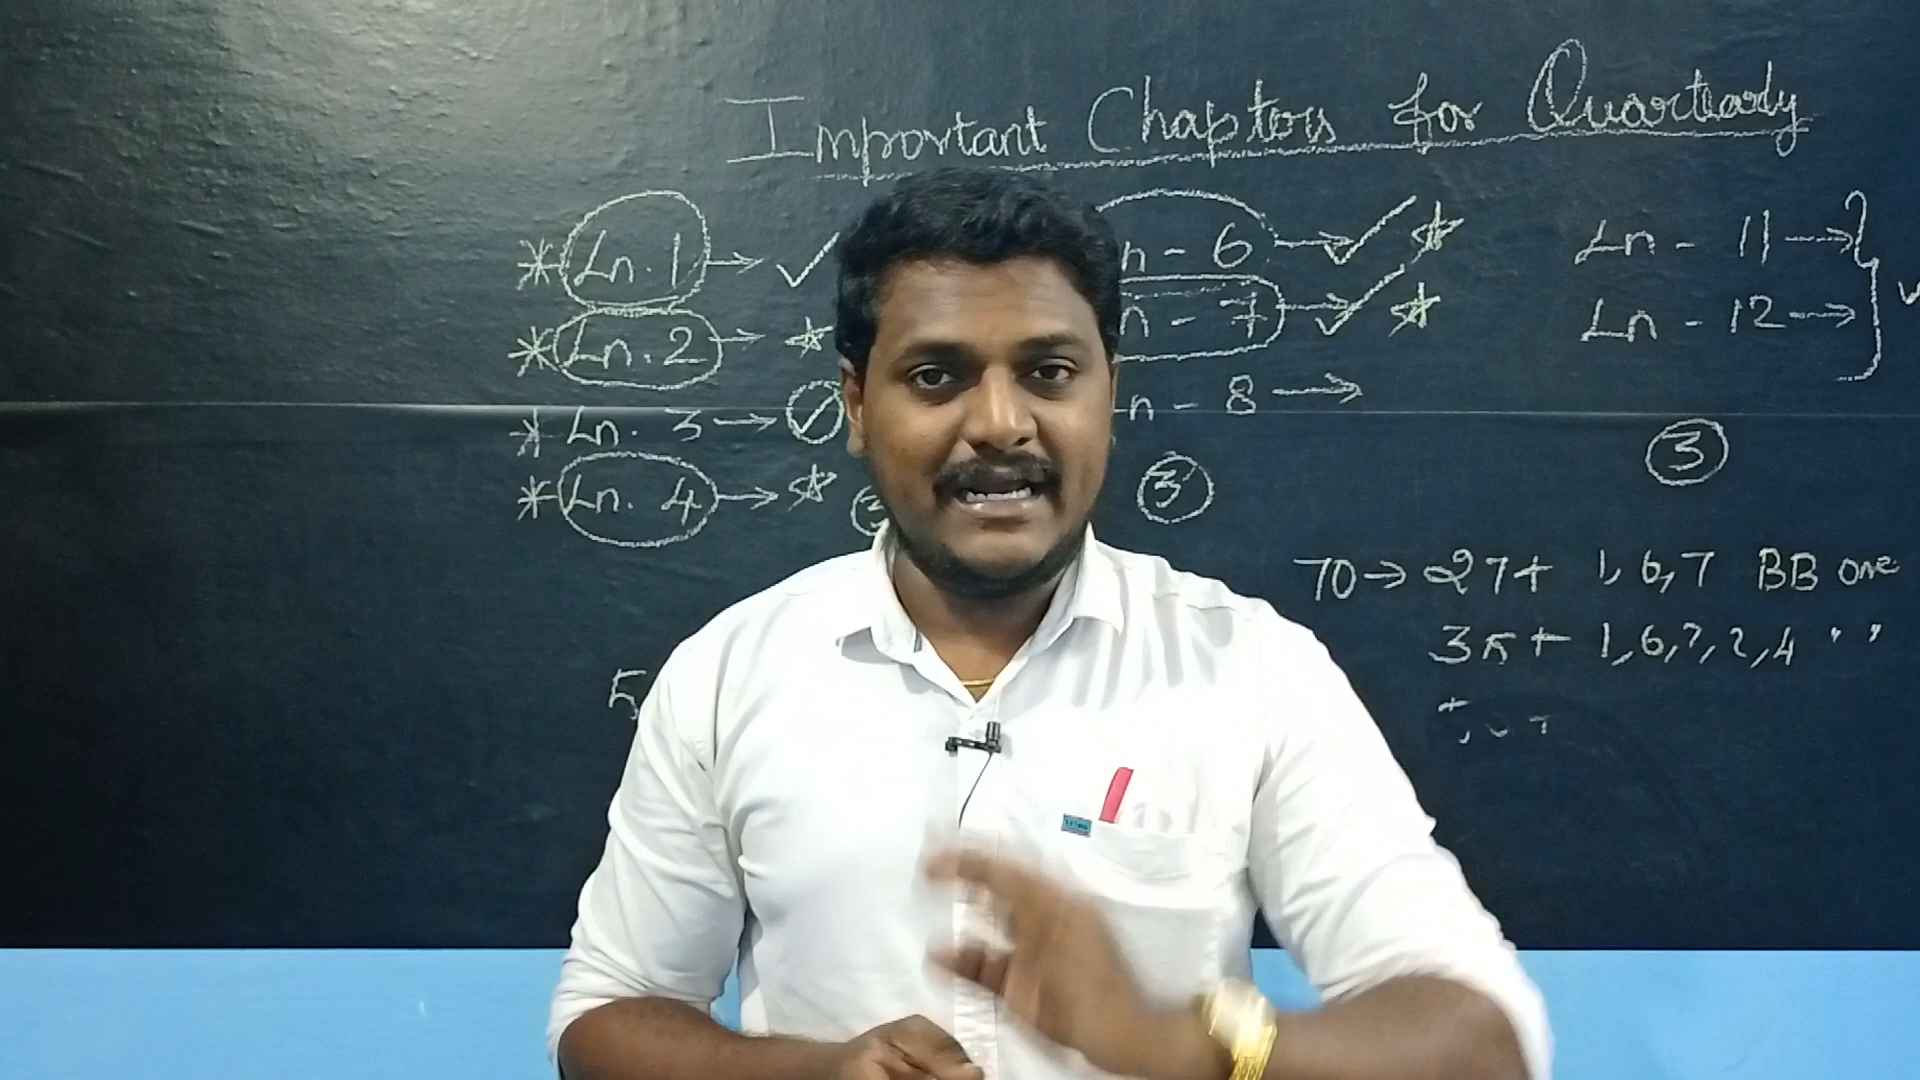 Important Chapters for Quarterly
* Ln. 1 → ✓
* Ln. 2 → ☆
* Ln. 3 → ✓
* Ln. 4 → ☆
n - 6 → ✓ ☆
n - 7 → ✓ ☆
n - 8 →
3
Ln - 11 →
Ln - 12 →
3
70 → 27 + 1, 6, 7 BB one
35 + 1, 6, 7, 2, 4 " "
5